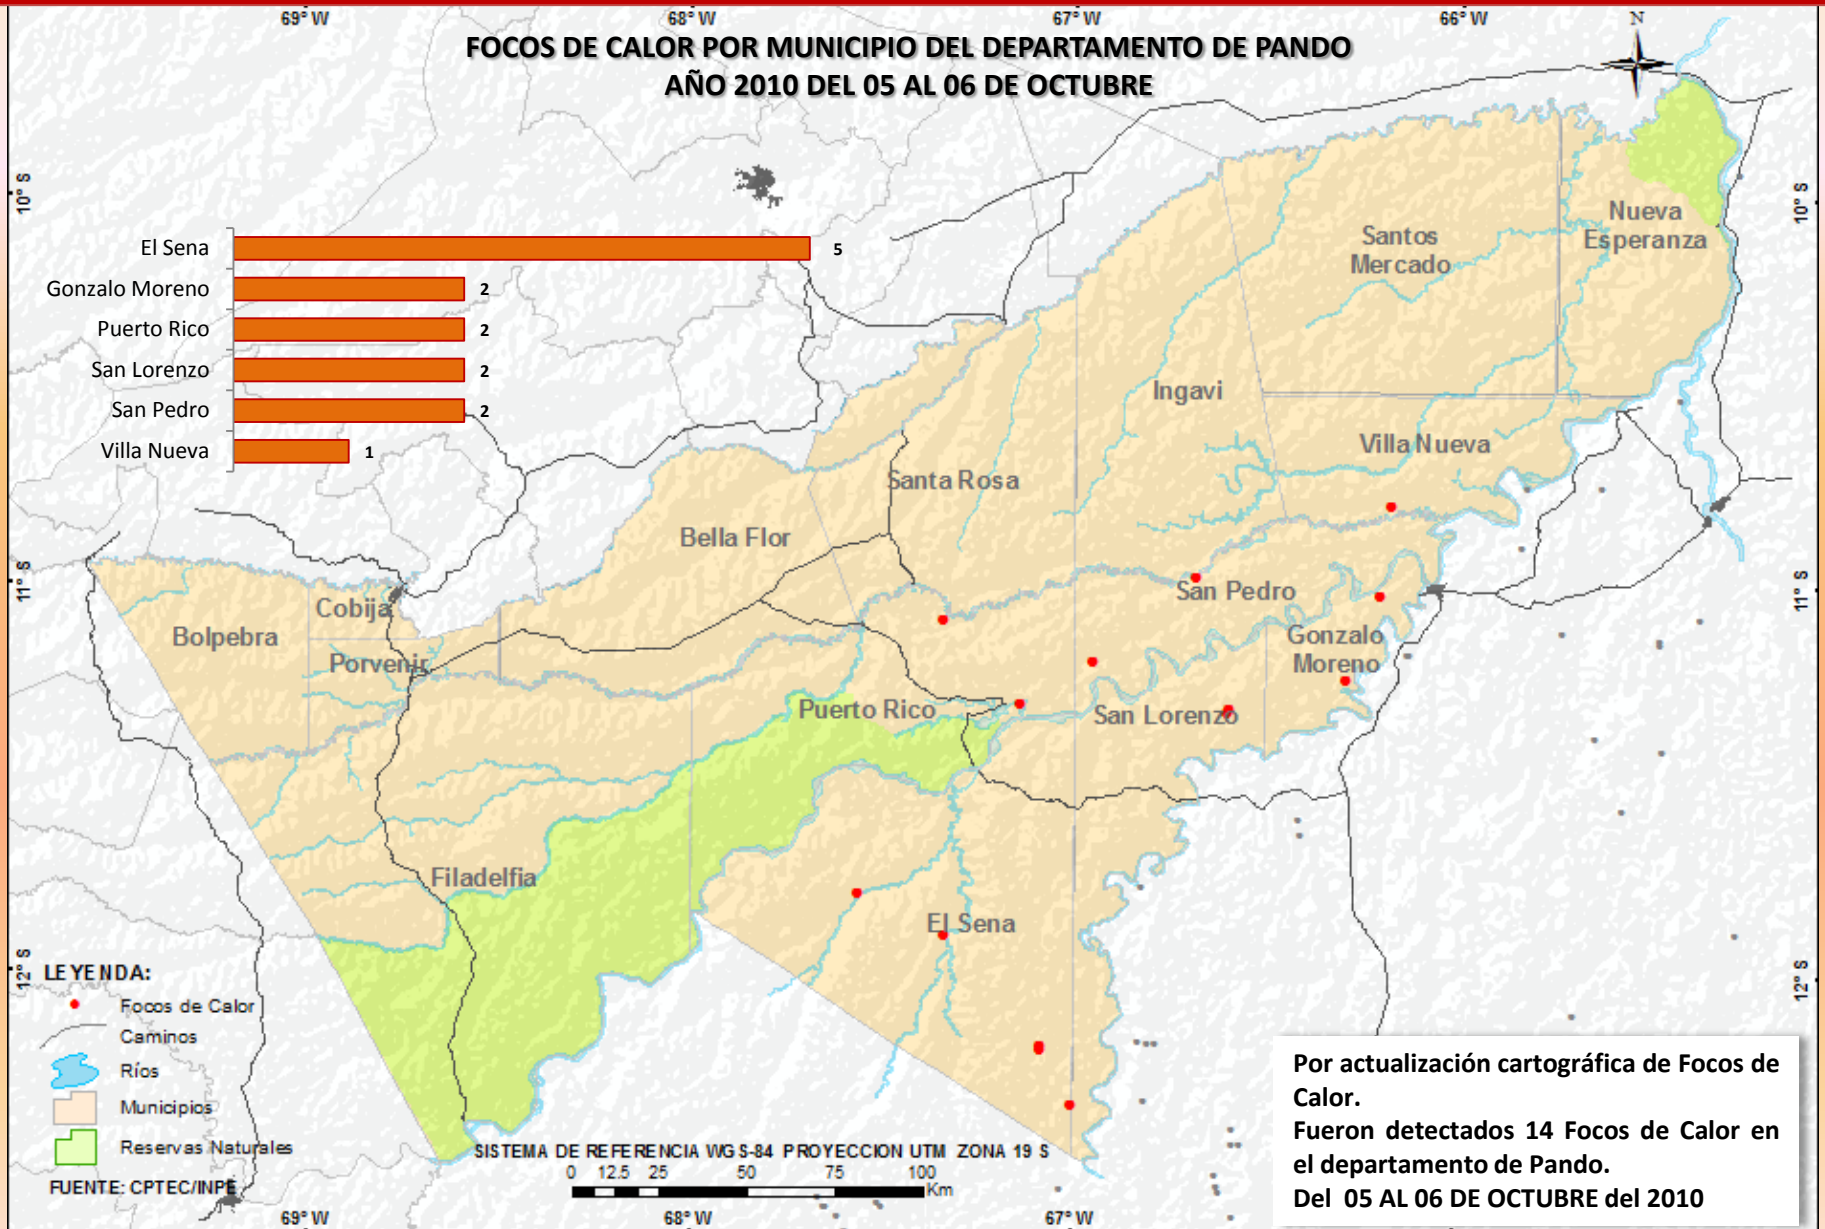 69° W
68° W
67° W
66° W
N
FOCOS DE CALOR POR MUNICIPIO DEL DEPARTAMENTO DE PANDO
AÑO 2010 DEL 05 AL 06 DE OCTUBRE
10° S
10° S
El Sena
5
Gonzalo Moreno
2
Puerto Rico
2
San Lorenzo
2
San Pedro
2
Villa Nueva
1
Nueva
Esperanza
Santos
Mercado
Ingavi
Villa Nueva
Santa Rosa
Bella Flor
11° S
11° S
Cobija
Bolpebra
Porvenir
San Pedro
Gonzalo
Moreno
Puerto Rico
San Lorenzo
Filadelfia
El Sena
12° S
12° S
LEYENDA:
Focos de Calor
Caminos
Ríos
Municipios
Reservas Naturales
FUENTE: CPTEC/INPE
SISTEMA DE REFERENCIA WGS-84 PROYECCION UTM ZONA 19 S
0 12.5 25 50 75 100
Km
Por actualización cartográfica de Focos de
Calor.
Fueron detectados 14 Focos de Calor en
el departamento de Pando.
Del 05 AL 06 DE OCTUBRE del 2010
69° W
68° W
67° W